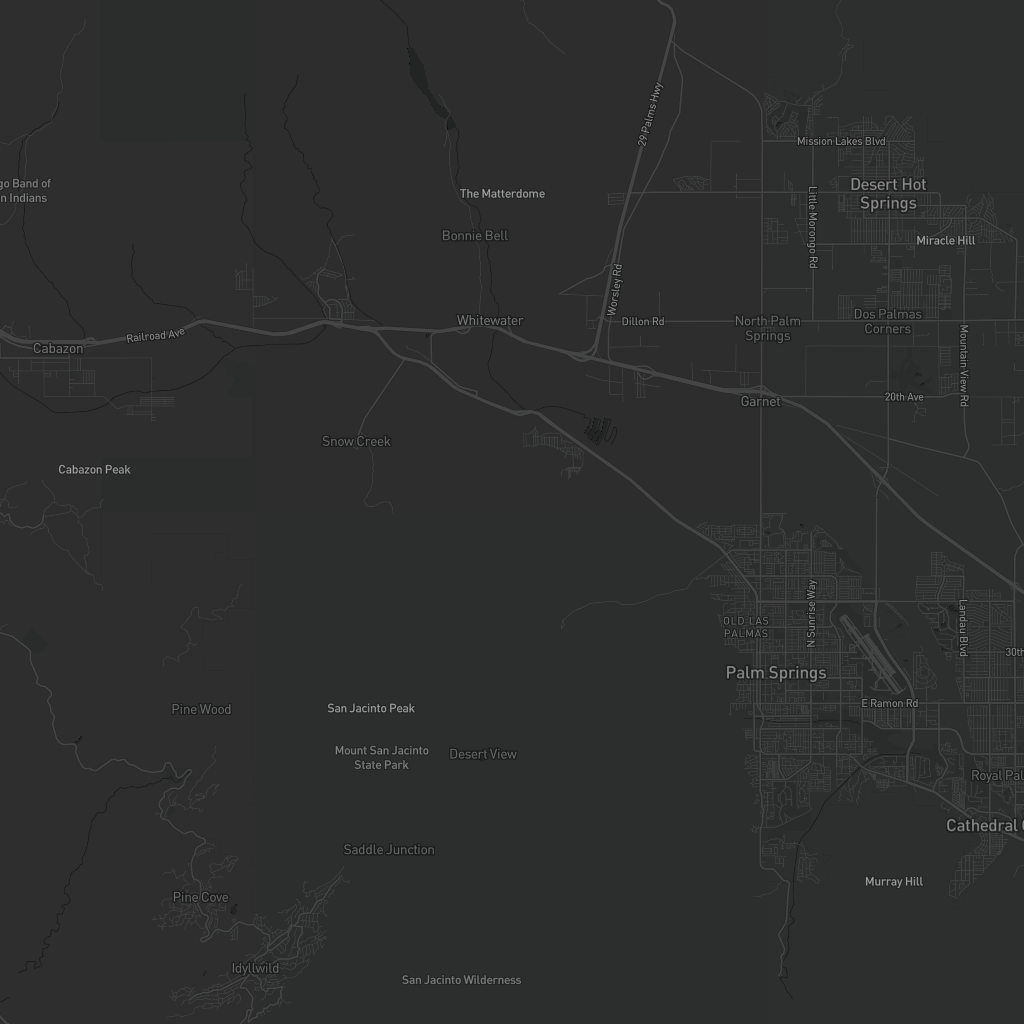 29 Palms Hwy
Mission Lakes Blvd
go Band of
n Indians
The Matterdome
Desert Hot
Springs
Little Morongo Rd
Bonnie Bell
Miracle Hill
Worsley Rd
Whitewater
Dillon Rd
North Palm
Springs
Dos Palmas
Corners
Railroad Ave
Cabazon
Mountain View Rd
20th Ave
Garnet
Snow Creek
Cabazon Peak
N Sunrise Way
OLD-LAS
PALMAS
Landau Blvd
30th
Palm Springs
E Ramon Rd
Pine Wood
San Jacinto Peak
Mount San Jacinto
State Park
Desert View
Royal Pal
Cathedral C
Saddle Junction
Murray Hill
Pine Cove
Idyllwild
San Jacinto Wilderness